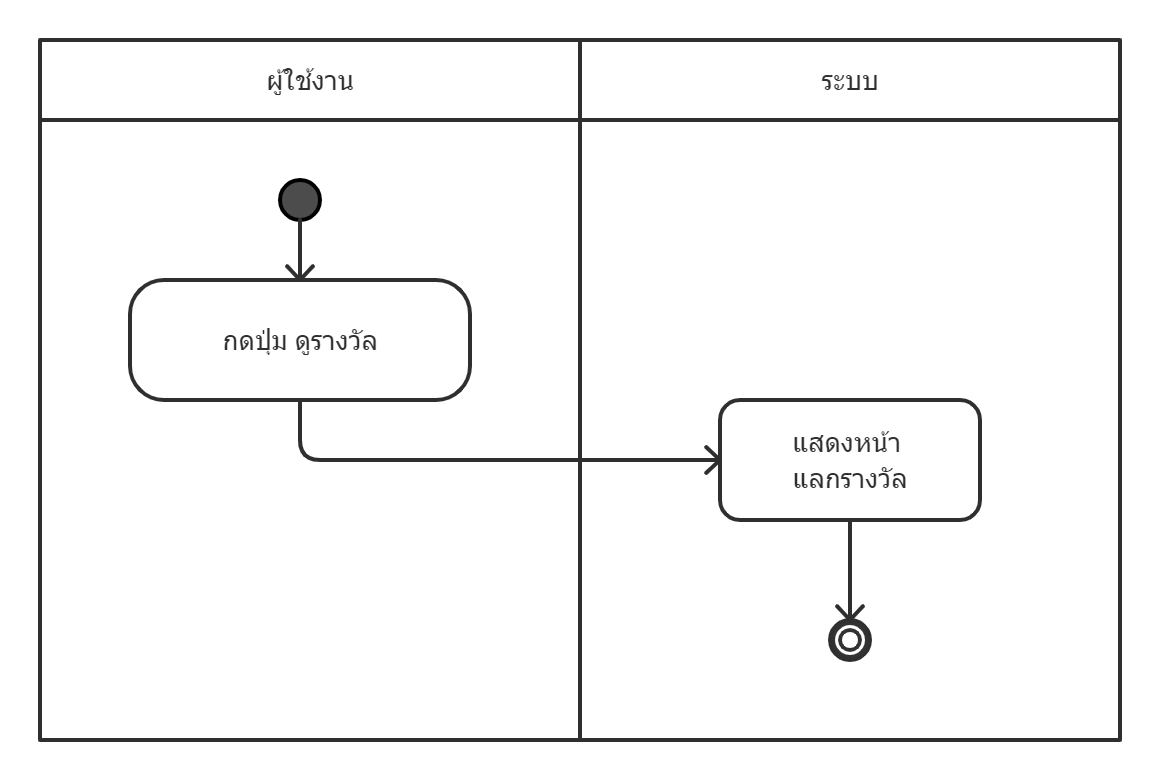 ผู้ใช้งาน
ระบบ
กดปุ่ม ดูรางวัล
แสดงหน้า
แลกรางวัล